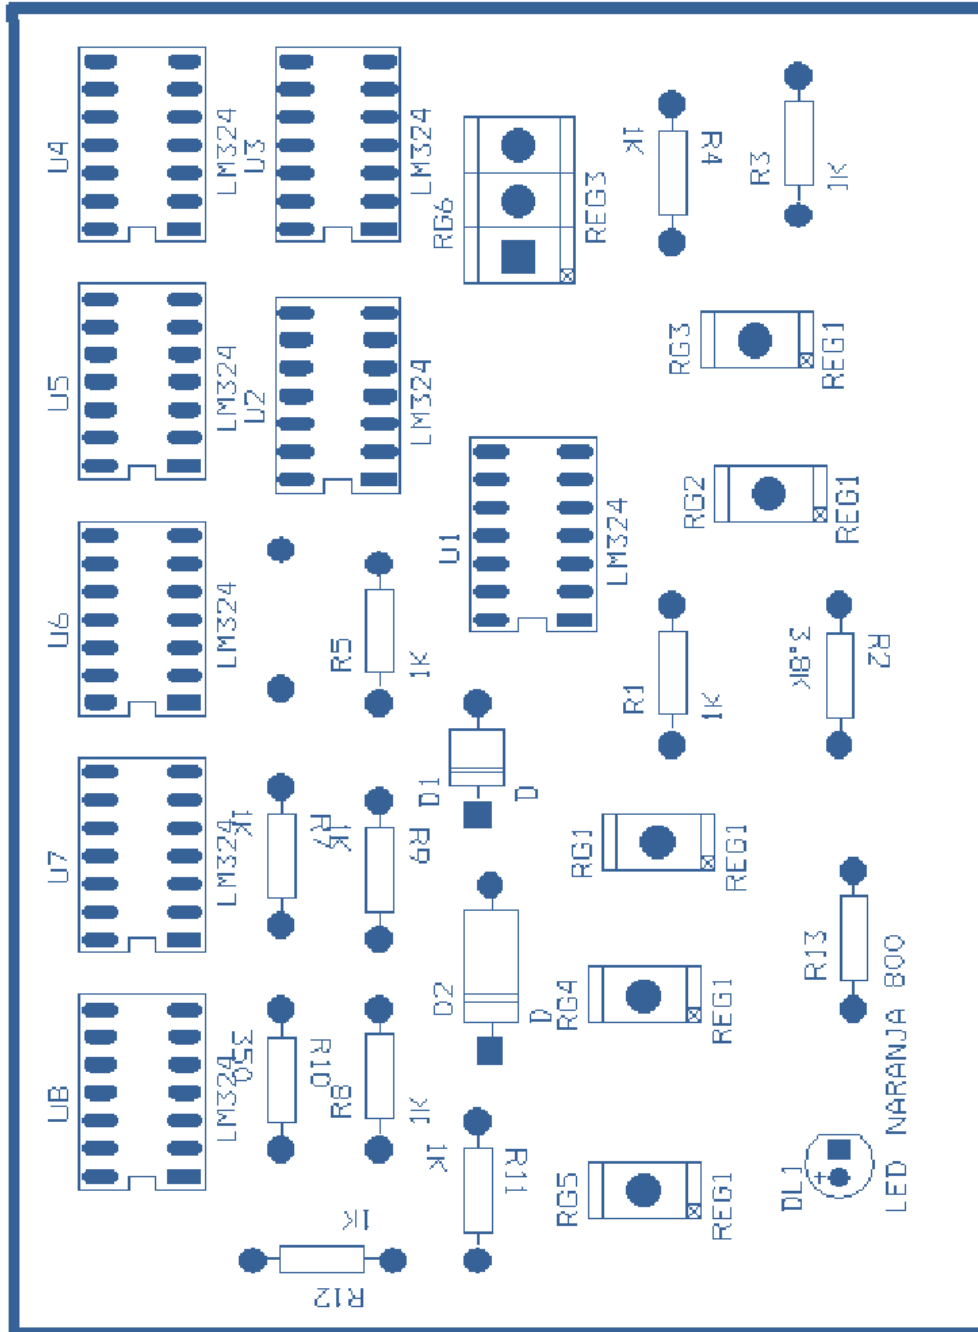 U4
LM324
U3
LM324
RG6
REG3
1K
R4
R3
1K
U5
LM324
U2
LM324
RG3
REG1
RG2
REG1
U1
LM324
U6
LM324
R5
1K
R1
1K
3.8K
R2
D1
D
U7
LM324
1K
R7
1K
R9
RG1
REG1
R13
D2
D
RG4
REG1
U8
LM324
350
R10
R8
1K
1K
R11
RG5
REG1
DL1
LED NARANJA 800
1K
R12